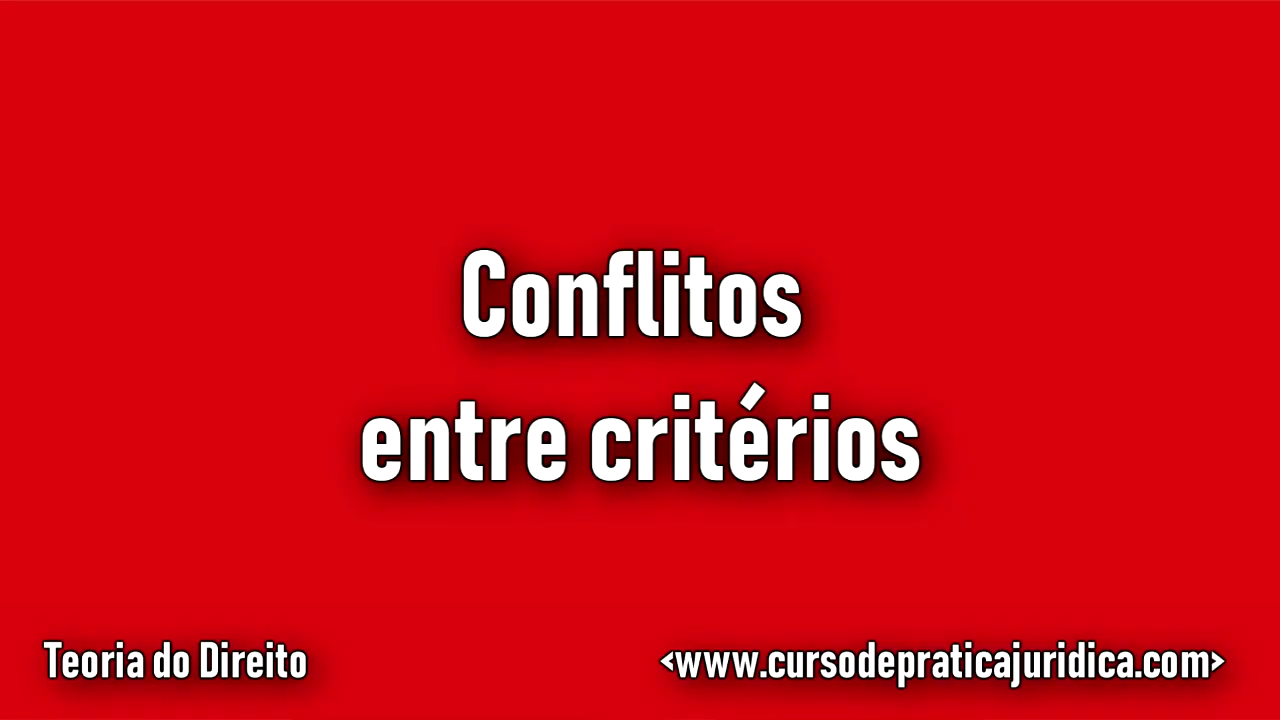 Conflitos
entre critérios
Teoria do Direito
<www.cursodepraticajuridica.com>